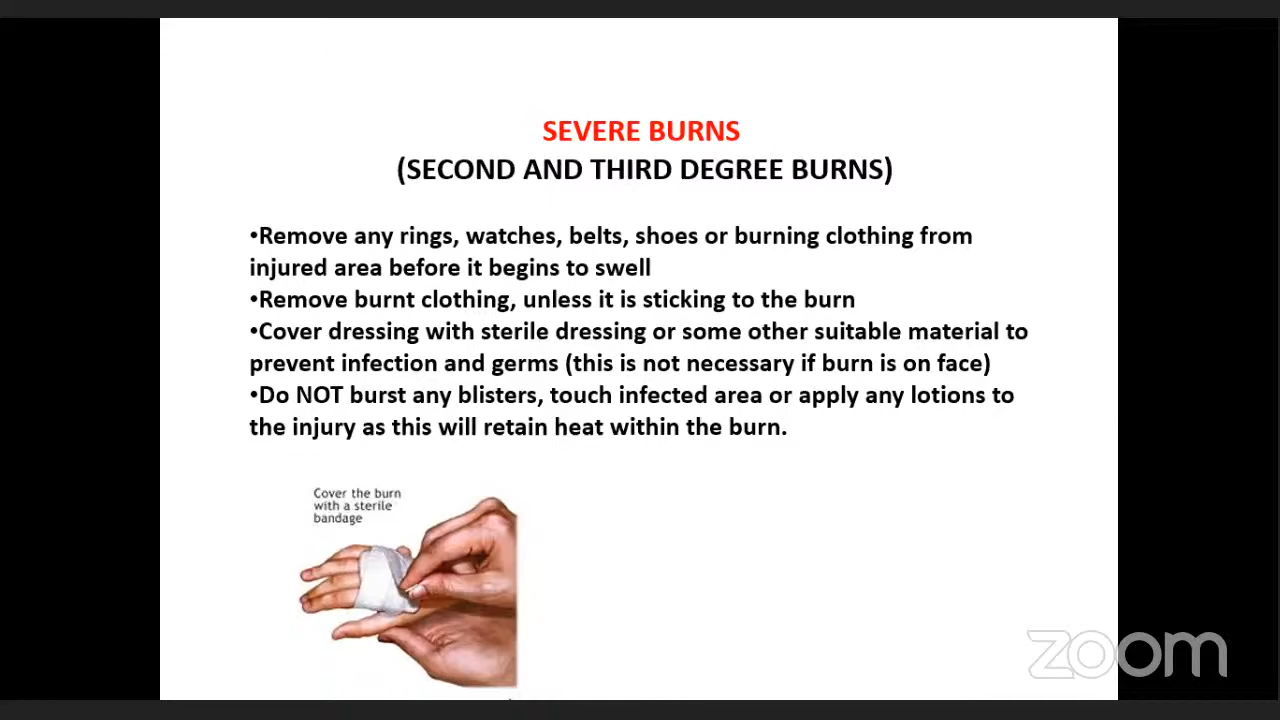 SEVERE BURNS
(SECOND AND THIRD DEGREE BURNS)
•Remove any rings, watches, belts, shoes or burning clothing from
injured area before it begins to swell
•Remove burnt clothing, unless it is sticking to the burn
•Cover dressing with sterile dressing or some other suitable material to
prevent infection and germs (this is not necessary if burn is on face)
•Do NOT burst any blisters, touch infected area or apply any lotions to
the injury as this will retain heat within the burn.
Cover the burn
with a sterile
bandage
zoom